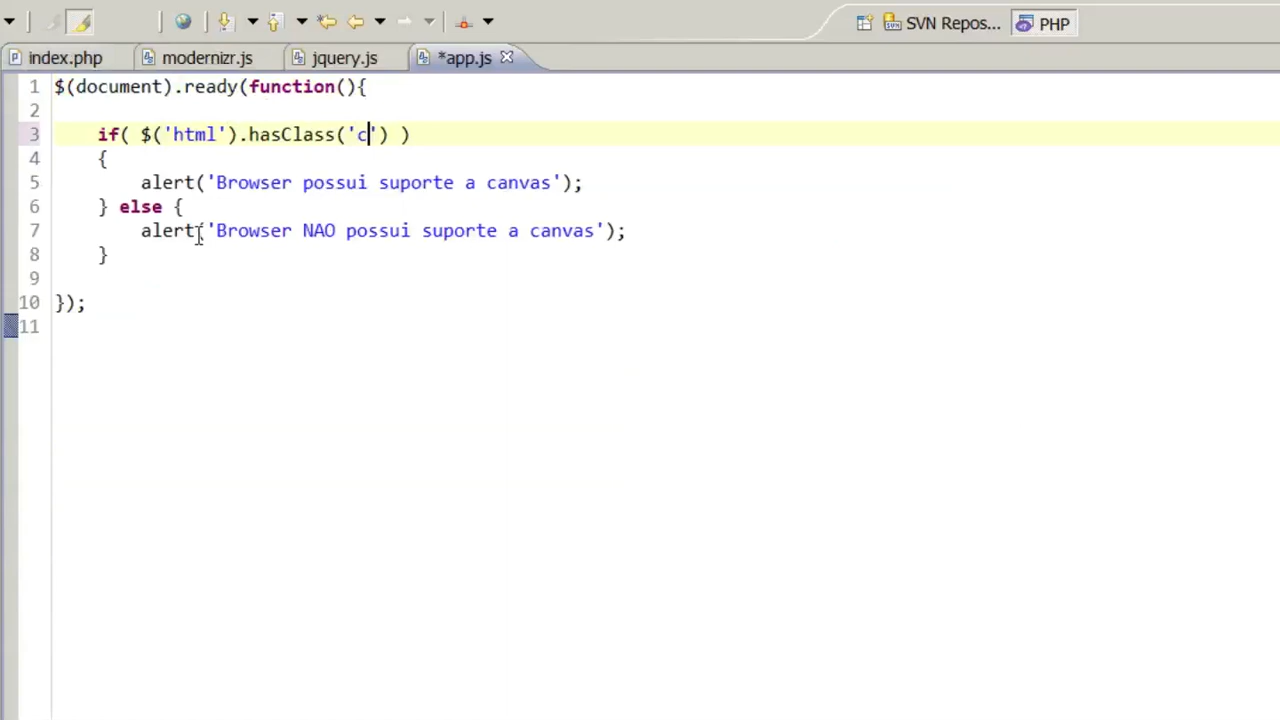 SVN Repos... PHP
index.php modernizr.js jquery.js *app.js
1 $(document).ready(function(){
2
3 if( $('html').hasClass('c') )
4 {
5 alert('Browser possui suporte a canvas');
6 } else {
7 alert('Browser NAO possui suporte a canvas');
8 }
9
10 });
11